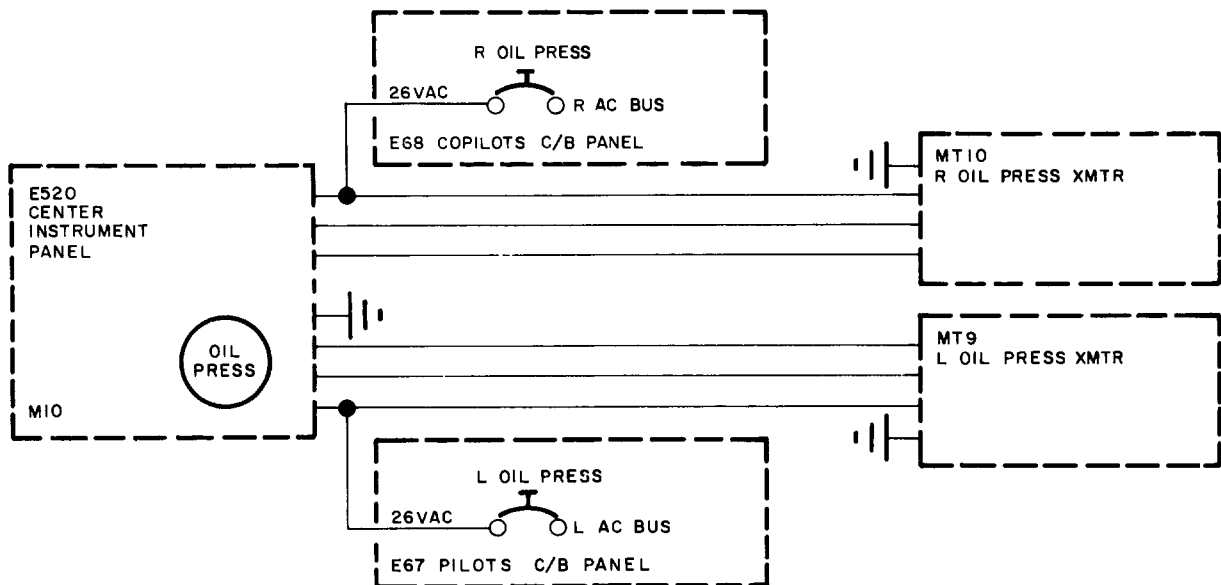 R OIL PRESS
26VAC
R AC BUS
E68 COPILOTS C/B PANEL
E520
CENTER
INSTRUMENT
PANEL
OIL
PRESS
M10
MT10
R OIL PRESS XMTR
MT9
L OIL PRESS XMTR
L OIL PRESS
26VAC
L AC BUS
E67 PILOTS C/B PANEL